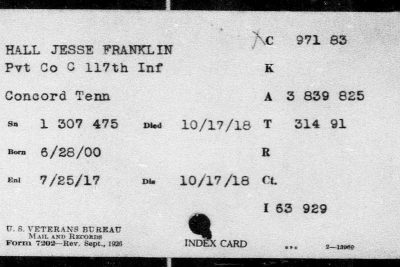 HALL JESSE FRANKLIN C 971 83
Pvt Co C 117th Inf K
Concord Tenn A 3 839 825
Sn 1 307 475 Died 10/17/18 T 314 91
Born 6/28/00 R
Enl 7/25/17 Dis 10/17/18 Ct.
I 63 929
U. S. VETERANS BUREAU
MAIL AND RECORDS
Form 7202—Rev. Sept., 1926 INDEX CARD 2—13969